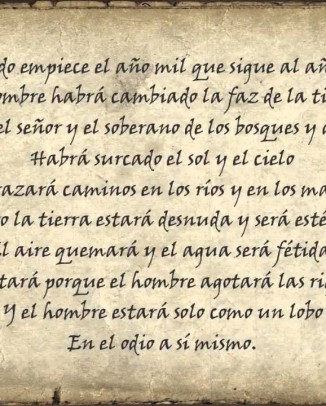 do empiece el año mil que sigue al añ
ombre habrá cambiado la faz de la ti
el señor y el soberano de los bosques y d
Habrá surcado el sol y el cielo
azará caminos en los ríos y en los ma
o la tierra estará desnuda y será esté
l aire quemará y el agua será fétida
tará porque el hombre agotará las ri
Y el hombre estará solo como un lobo
En el odio a sí mismo.